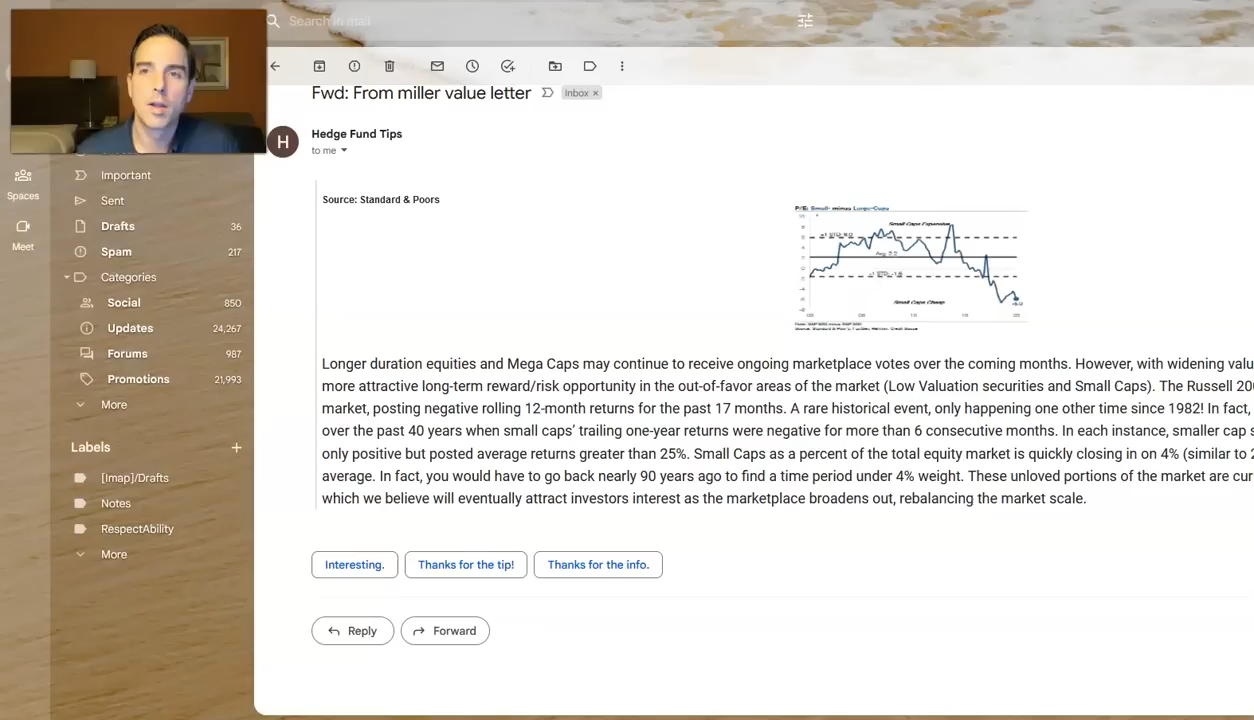 Search in mail
Fwd: From miller value letter
Inbox ×
H
Hedge Fund Tips
to me
Spaces
Meet
Important
Sent
Drafts 36
Spam 217
Categories
Social 850
Updates 24,267
Forums 987
Promotions 21,993
More
Labels
[Imap]/Drafts
Notes
RespectAbility
More
Source: Standard & Poors
P/E: Small- minus Large-Caps
Small Caps Expensive
Avg: 2.2
Small Caps Cheap
Longer duration equities and Mega Caps may continue to receive ongoing marketplace votes over the coming months. However, with widening valu
more attractive long-term reward/risk opportunity in the out-of-favor areas of the market (Low Valuation securities and Small Caps). The Russell 20
market, posting negative rolling 12-month returns for the past 17 months. A rare historical event, only happening one other time since 1982! In fact,
over the past 40 years when small caps’ trailing one-year returns were negative for more than 6 consecutive months. In each instance, smaller cap s
only positive but posted average returns greater than 25%. Small Caps as a percent of the total equity market is quickly closing in on 4% (similar to 2
average. In fact, you would have to go back nearly 90 years ago to find a time period under 4% weight. These unloved portions of the market are cur
which we believe will eventually attract investors interest as the marketplace broadens out, rebalancing the market scale.
Interesting.
Thanks for the tip!
Thanks for the info.
Reply
Forward